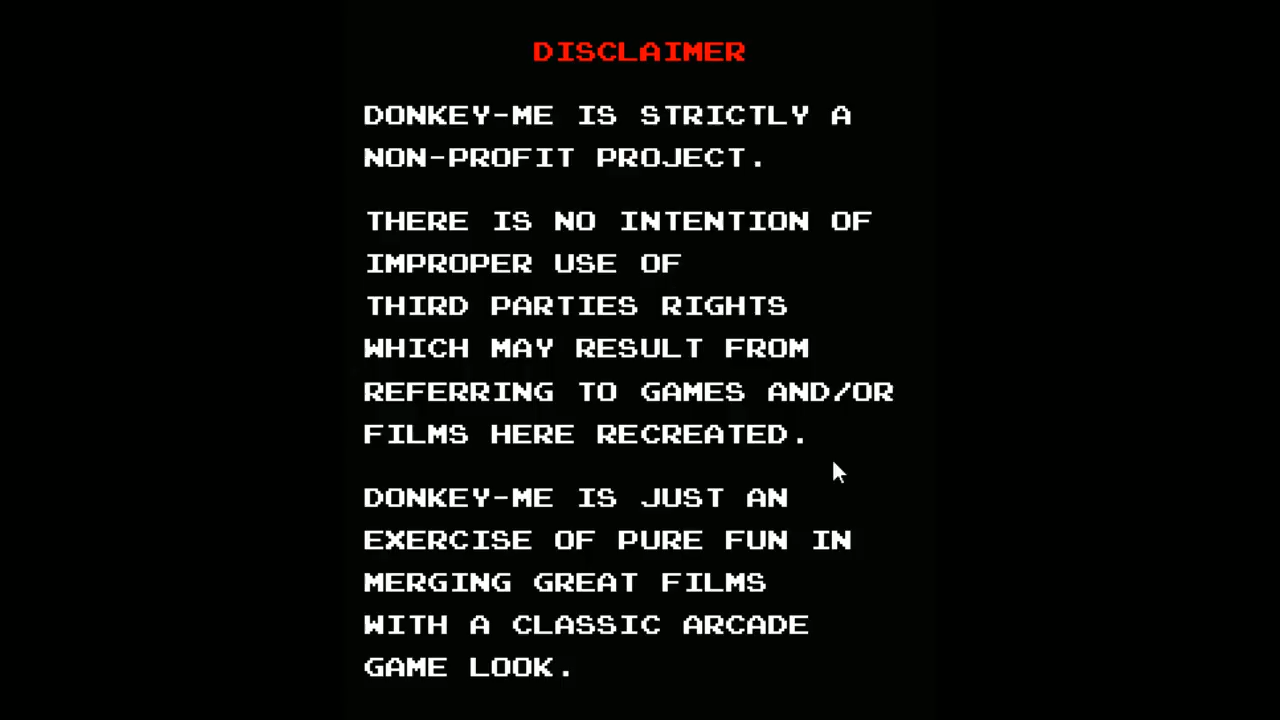 DISCLAIMER
DONKEY-ME IS STRICTLY A
NON-PROFIT PROJECT.
THERE IS NO INTENTION OF
IMPROPER USE OF
THIRD PARTIES RIGHTS
WHICH MAY RESULT FROM
REFERRING TO GAMES AND/OR
FILMS HERE RECREATED.
DONKEY-ME IS JUST AN
EXERCISE OF PURE FUN IN
MERGING GREAT FILMS
WITH A CLASSIC ARCADE
GAME LOOK.